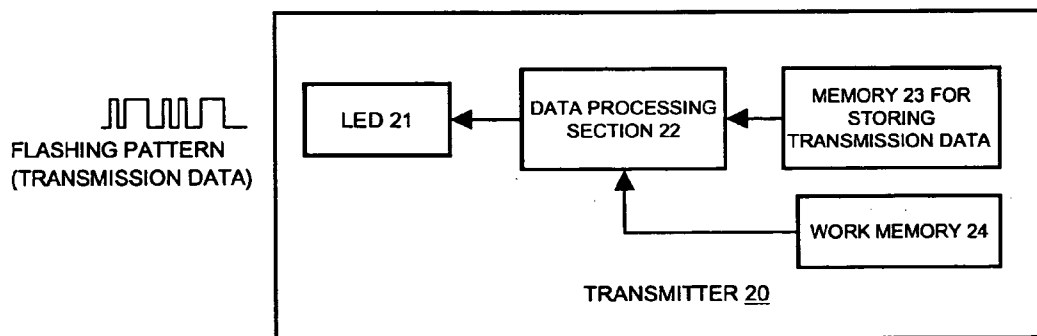 FLASHING PATTERN
(TRANSMISSION DATA)
LED 21
DATA PROCESSING
SECTION 22
MEMORY 23 FOR
STORING
TRANSMISSION DATA
WORK MEMORY 24
TRANSMITTER 20